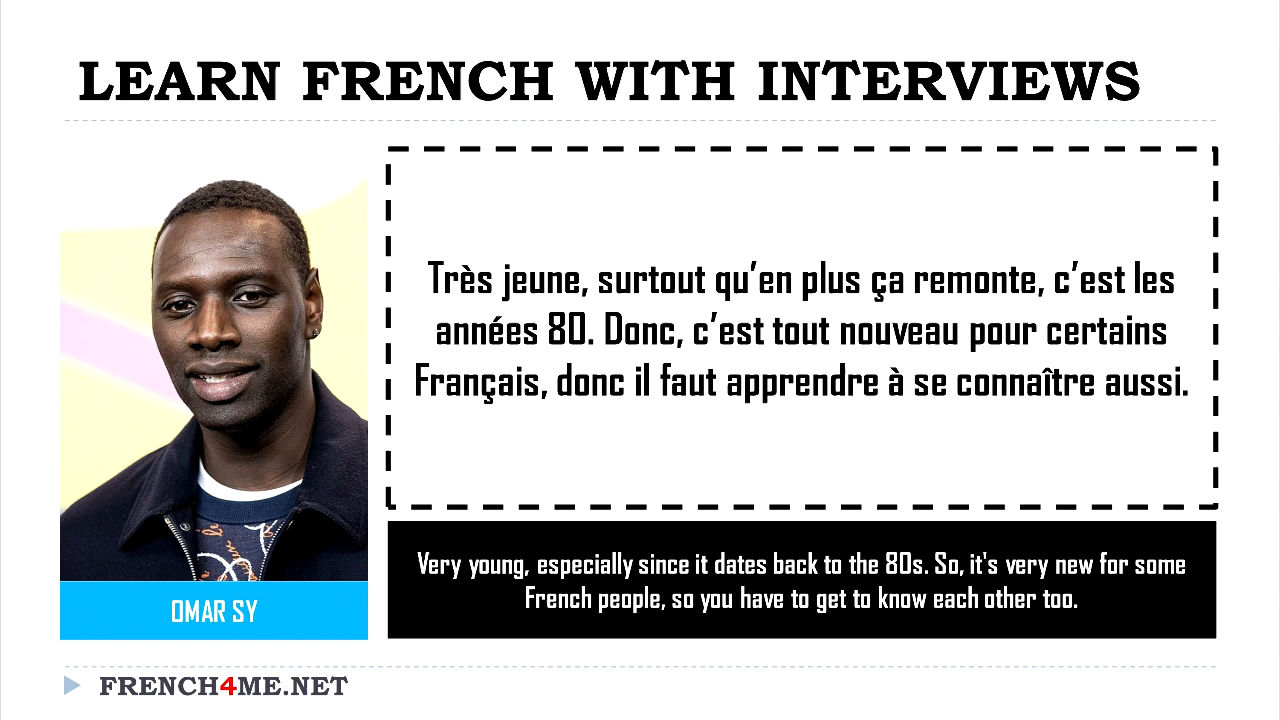 LEARN FRENCH WITH INTERVIEWS
Très jeune, surtout qu’en plus ça remonte, c’est les
années 80. Donc, c’est tout nouveau pour certains
Français, donc il faut apprendre à se connaître aussi.
Very young, especially since it dates back to the 80s. So, it's very new for some
French people, so you have to get to know each other too.
OMAR SY
FRENCH4ME.NET